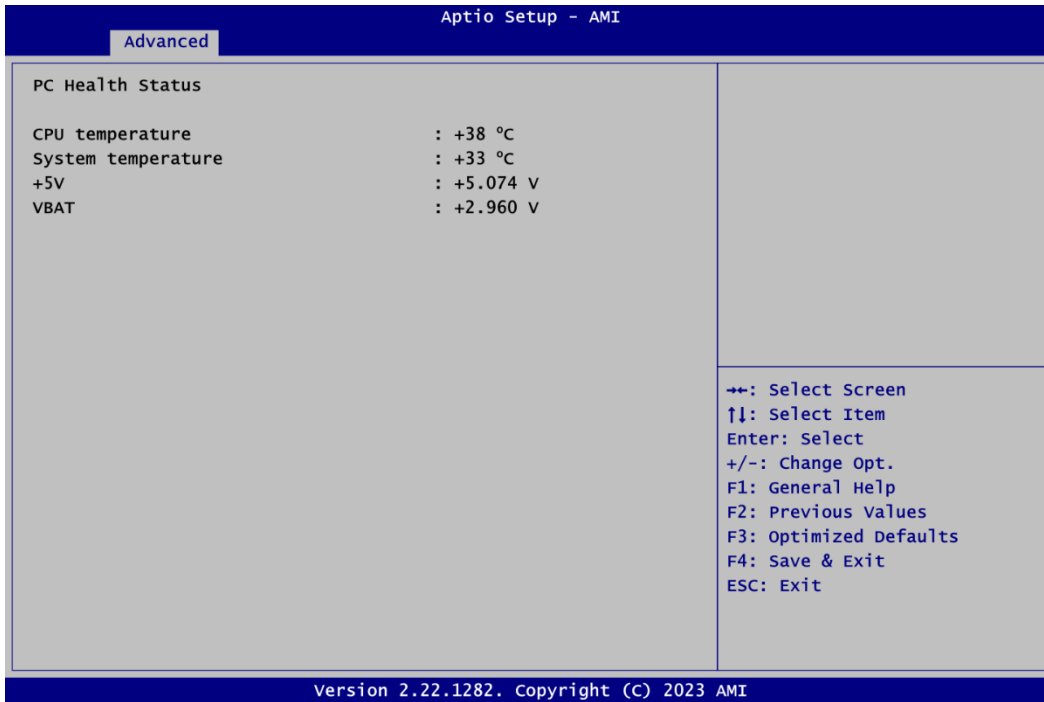 Aptio Setup - AMI
Advanced
PC Health Status
CPU temperature : +38 °C
System temperature : +33 °C
+5V : +5.074 V
VBAT : +2.960 V
→←: Select Screen
↑↓: Select Item
Enter: Select
+/-: Change Opt.
F1: General Help
F2: Previous Values
F3: Optimized Defaults
F4: Save & Exit
ESC: Exit
Version 2.22.1282. Copyright (C) 2023 AMI